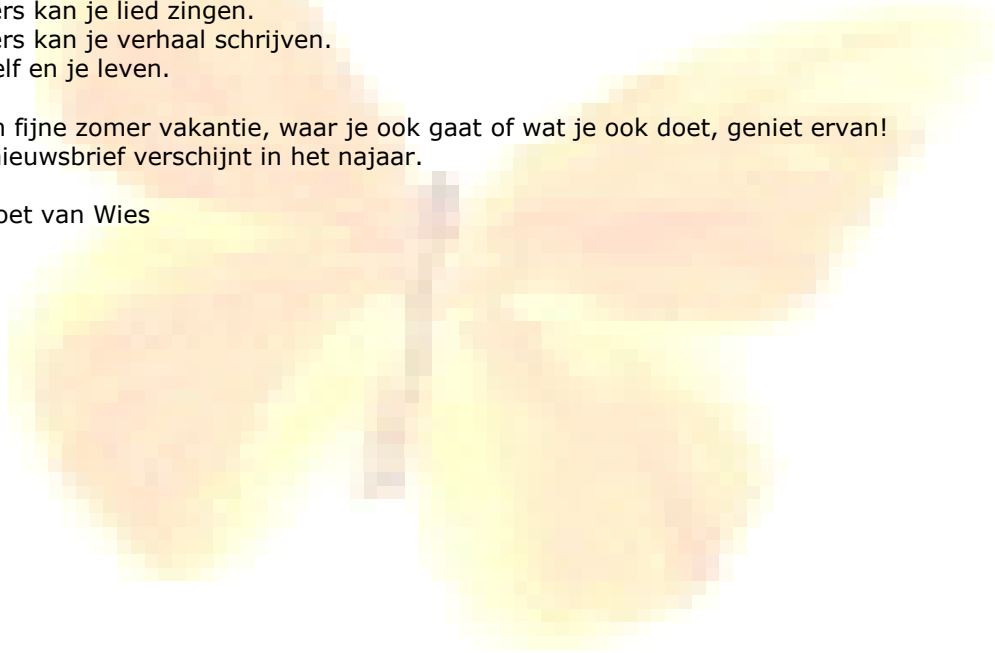 ers kan je lied zingen.
ers kan je verhaal schrijven.
elf en je leven.
n fijne zomer vakantie, waar je ook gaat of wat je ook doet, geniet ervan!
nieuwsbrief verschijnt in het najaar.
oet van Wies